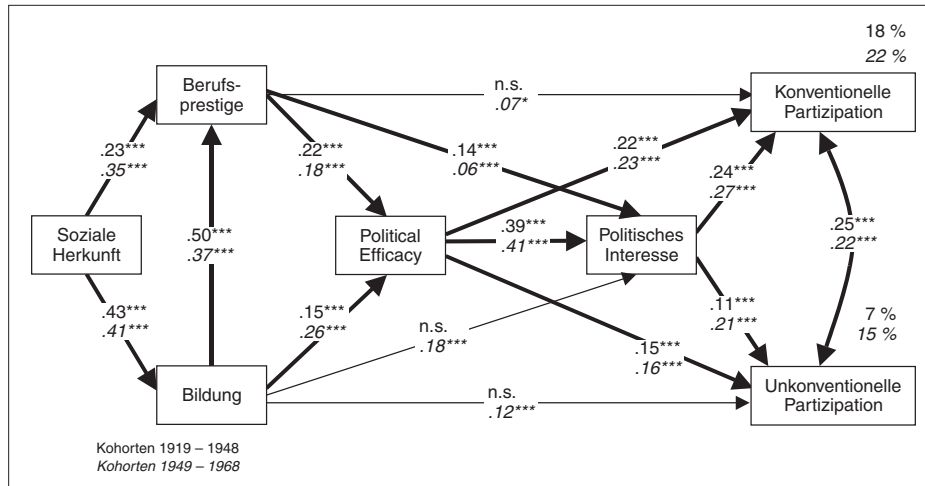 18 %
22 %
Berufs-
prestige
n.s.
.07*
Konventionelle
Partizipation
.23***
.35***
.22***
.18***
.14***
.06***
.22***
.23***
.24***
.27***
Soziale
Herkunft
.50***
.37***
Political
Efficacy
.39***
.41***
Politisches
Interesse
.25***
.22***
.43***
.41***
.15***
.26***
n.s.
.18***
.11***
.21***
7 %
15 %
.15***
.16***
Bildung
n.s.
.12***
Unkonventionelle
Partizipation
Kohorten 1919 – 1948
Kohorten 1949 – 1968